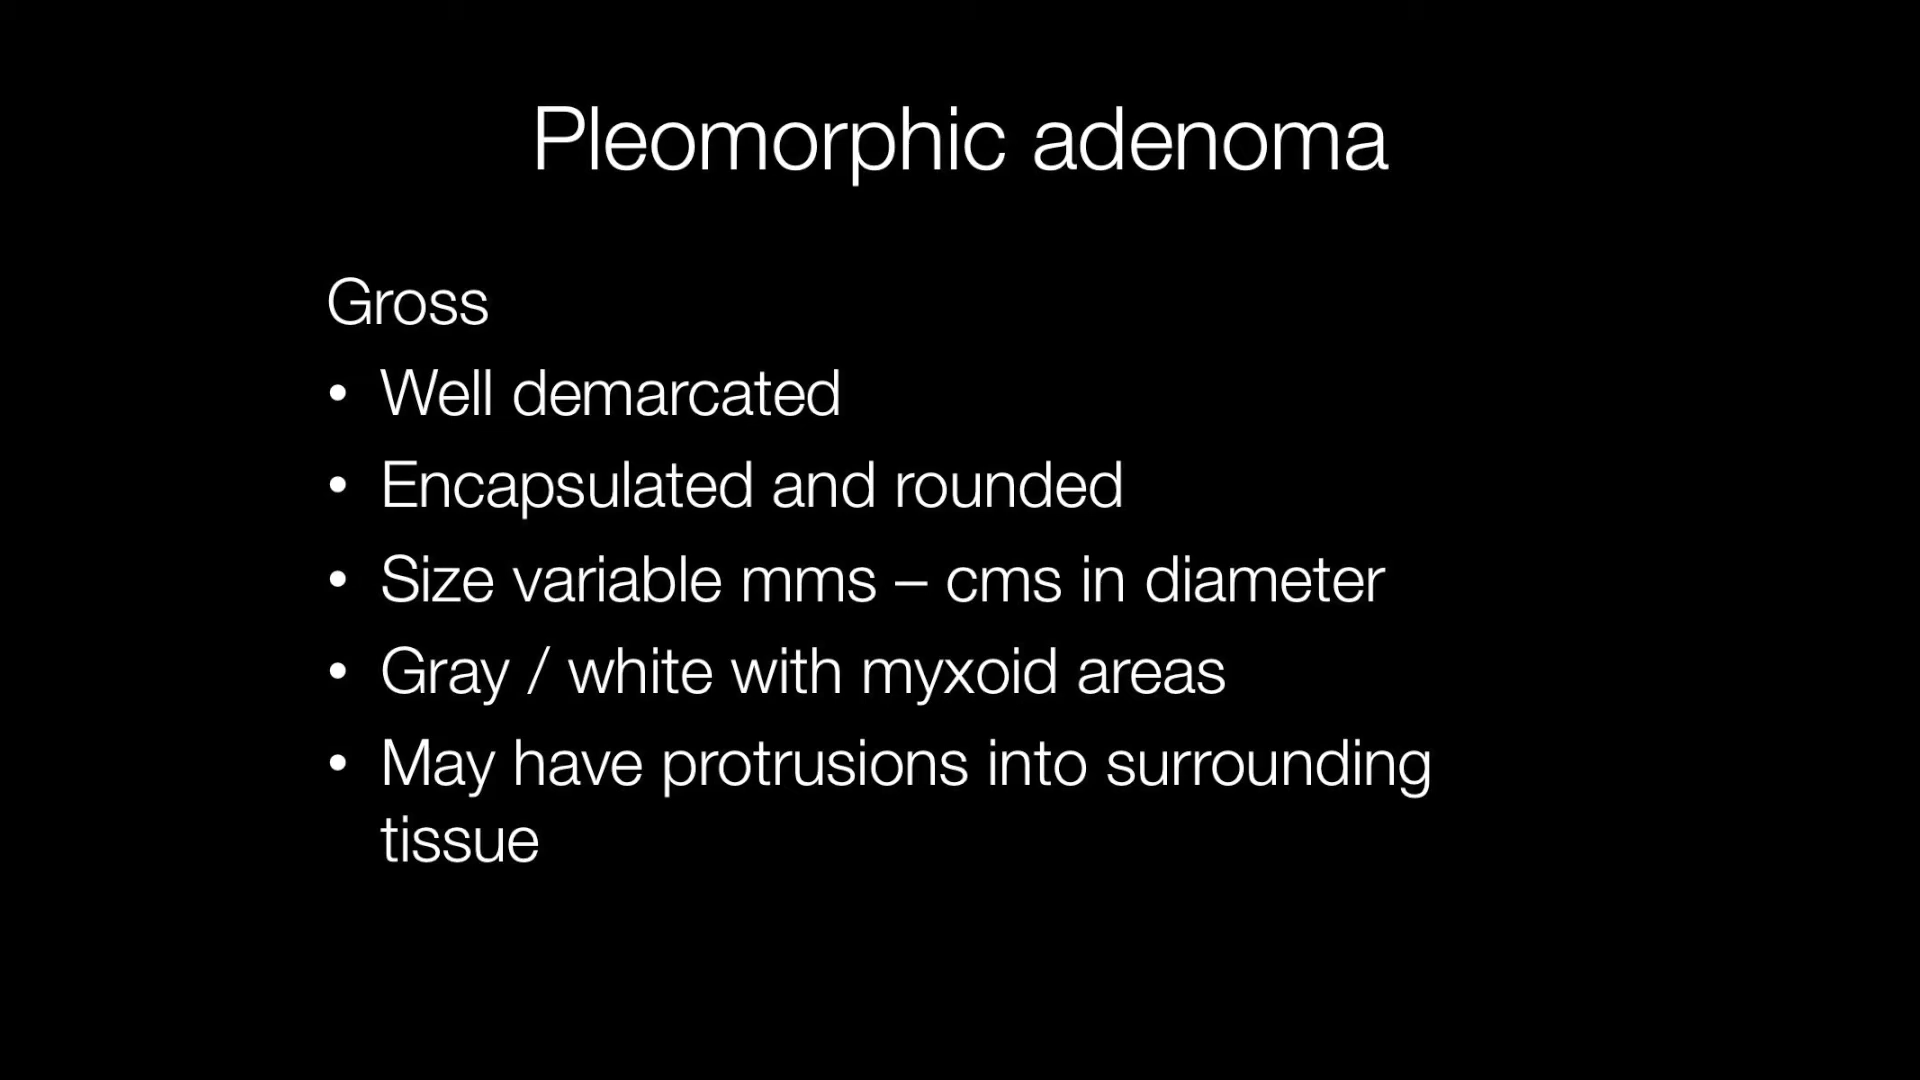 Pleomorphic adenoma
Gross
• Well demarcated
• Encapsulated and rounded
• Size variable mms – cms in diameter
• Gray / white with myxoid areas
• May have protrusions into surrounding
tissue